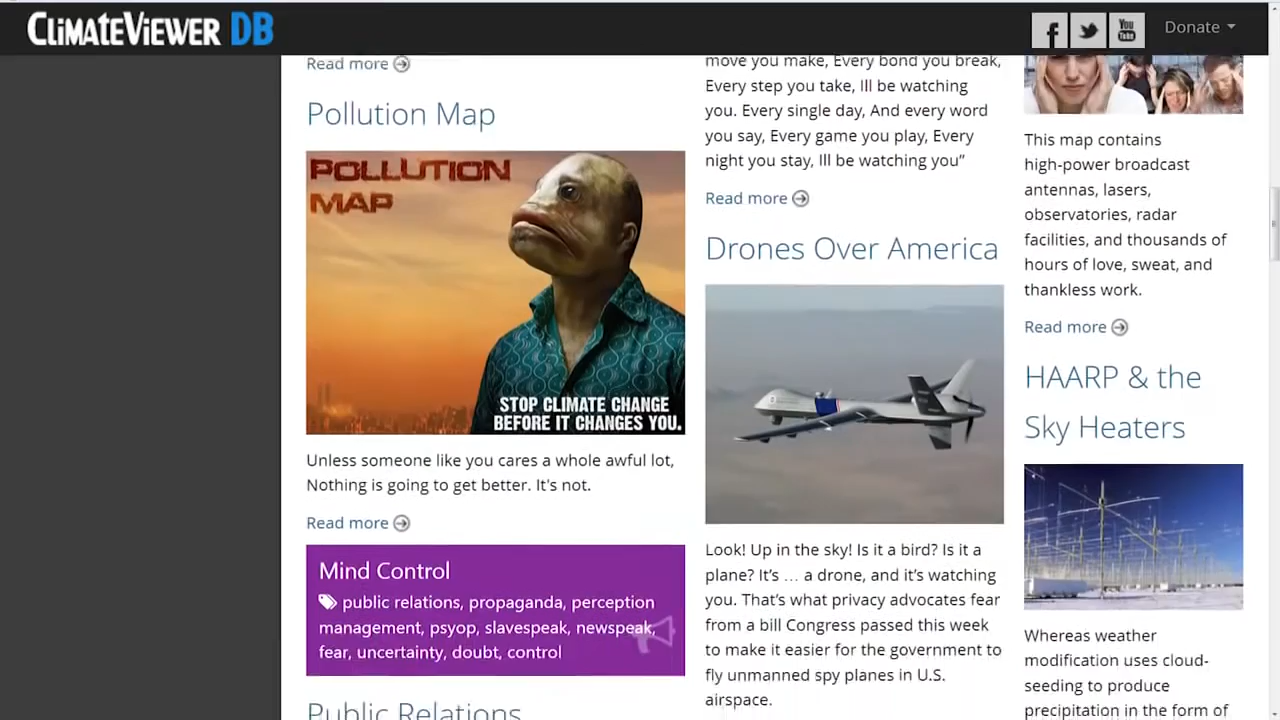 CLiMATEViEWER DB
Donate
Read more
Pollution Map
POLLUTION
MAP
STOP CLIMATE CHANGE
BEFORE IT CHANGES YOU.
Unless someone like you cares a whole awful lot,
Nothing is going to get better. It's not.
Read more
Mind Control
public relations, propaganda, perception
management, psyop, slavespeak, newspeak,
fear, uncertainty, doubt, control
Public Relations
move you make, Every bond you break,
Every step you take, Ill be watching
you. Every single day, And every word
you say, Every game you play, Every
night you stay, Ill be watching you”
Read more
Drones Over America
Look! Up in the sky! Is it a bird? Is it a
plane? It’s … a drone, and it’s watching
you. That’s what privacy advocates fear
from a bill Congress passed this week
to make it easier for the government to
fly unmanned spy planes in U.S.
airspace.
This map contains
high-power broadcast
antennas, lasers,
observatories, radar
facilities, and thousands of
hours of love, sweat, and
thankless work.
Read more
HAARP & the
Sky Heaters
Whereas weather
modification uses cloud-
seeding to produce
precipitation in the form of